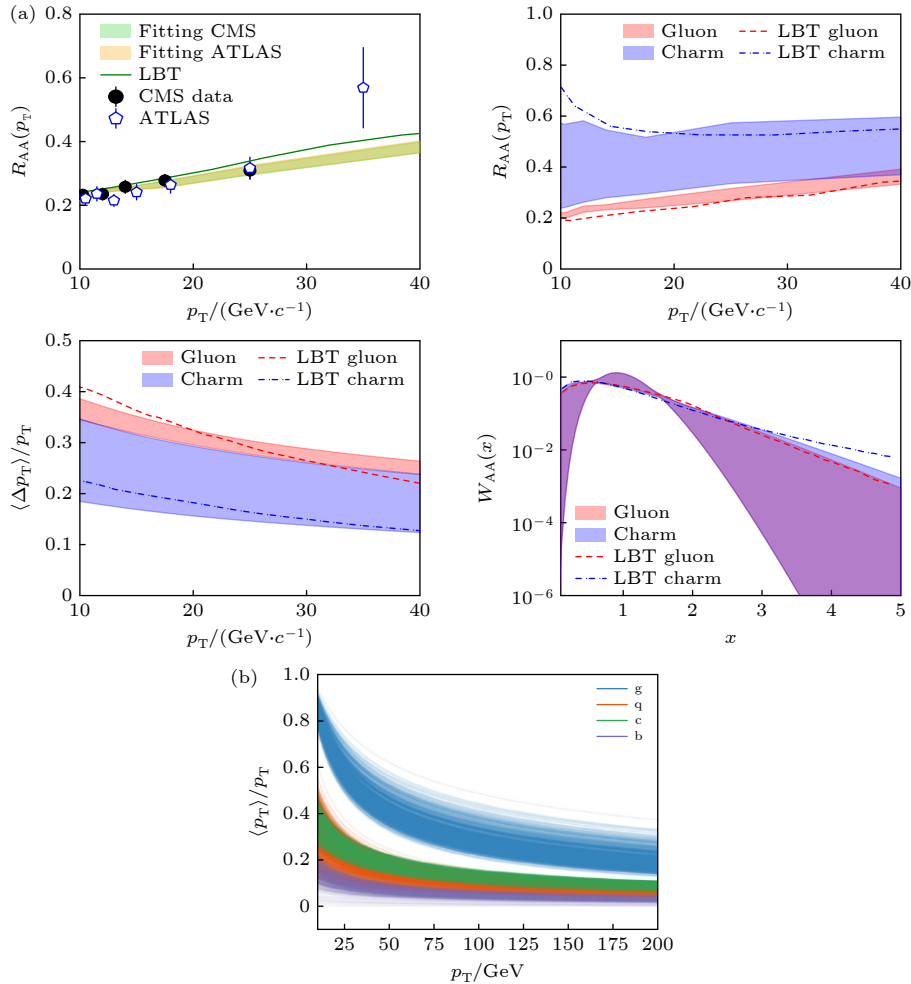 (a)
0.8
0.6
0.4
0.2
0
R_AA(p_T)
Fitting CMS
Fitting ATLAS
LBT
CMS data
ATLAS
10 20 30 40
p_T/(GeV·c⁻¹)
1.0
0.8
0.6
0.4
0.2
0
R_AA(p_T)
Gluon LBT gluon
Charm LBT charm
10 20 30 40
p_T/(GeV·c⁻¹)
0.5
0.4
0.3
0.2
0.1
0
⟨Δp_T⟩/p_T
Gluon LBT gluon
Charm LBT charm
10 20 30 40
p_T/(GeV·c⁻¹)
10⁻⁰
10⁻²
10⁻⁴
10⁻⁶
W_AA(x)
Gluon
Charm
LBT gluon
LBT charm
1 2 3 4 5
x
(b)
1.0
0.8
0.6
0.4
0.2
0
⟨p_T⟩/p_T
g
q
c
b
25 50 75 100 125 150 175 200
p_T/GeV